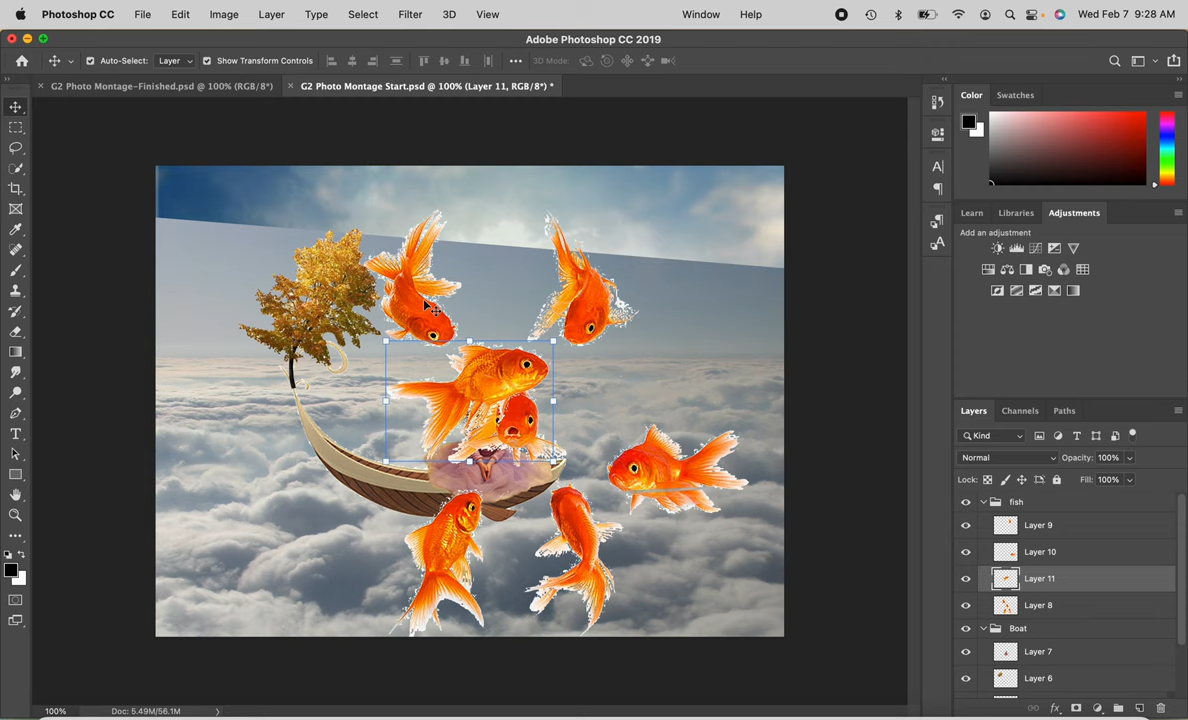 Photoshop CC File Edit Image Layer Type Select Filter 3D View Window Help Wed Feb 7 9:28 AM
Adobe Photoshop CC 2019
Auto-Select: Layer Show Transform Controls 3D Mode:
G2 Photo Montage-Finished.psd @ 100% (RGB/8*) G2 Photo Montage Start.psd @ 100% (Layer 11, RGB/8*) *
Color Swatches
Learn Libraries Adjustments
Add an adjustment
Layers Channels Paths
Kind
Normal Opacity: 100%
Lock: Fill: 100%
fish
Layer 9
Layer 10
Layer 11
Layer 8
Boat
Layer 7
Layer 6
100% Doc: 5.49M/56.1M